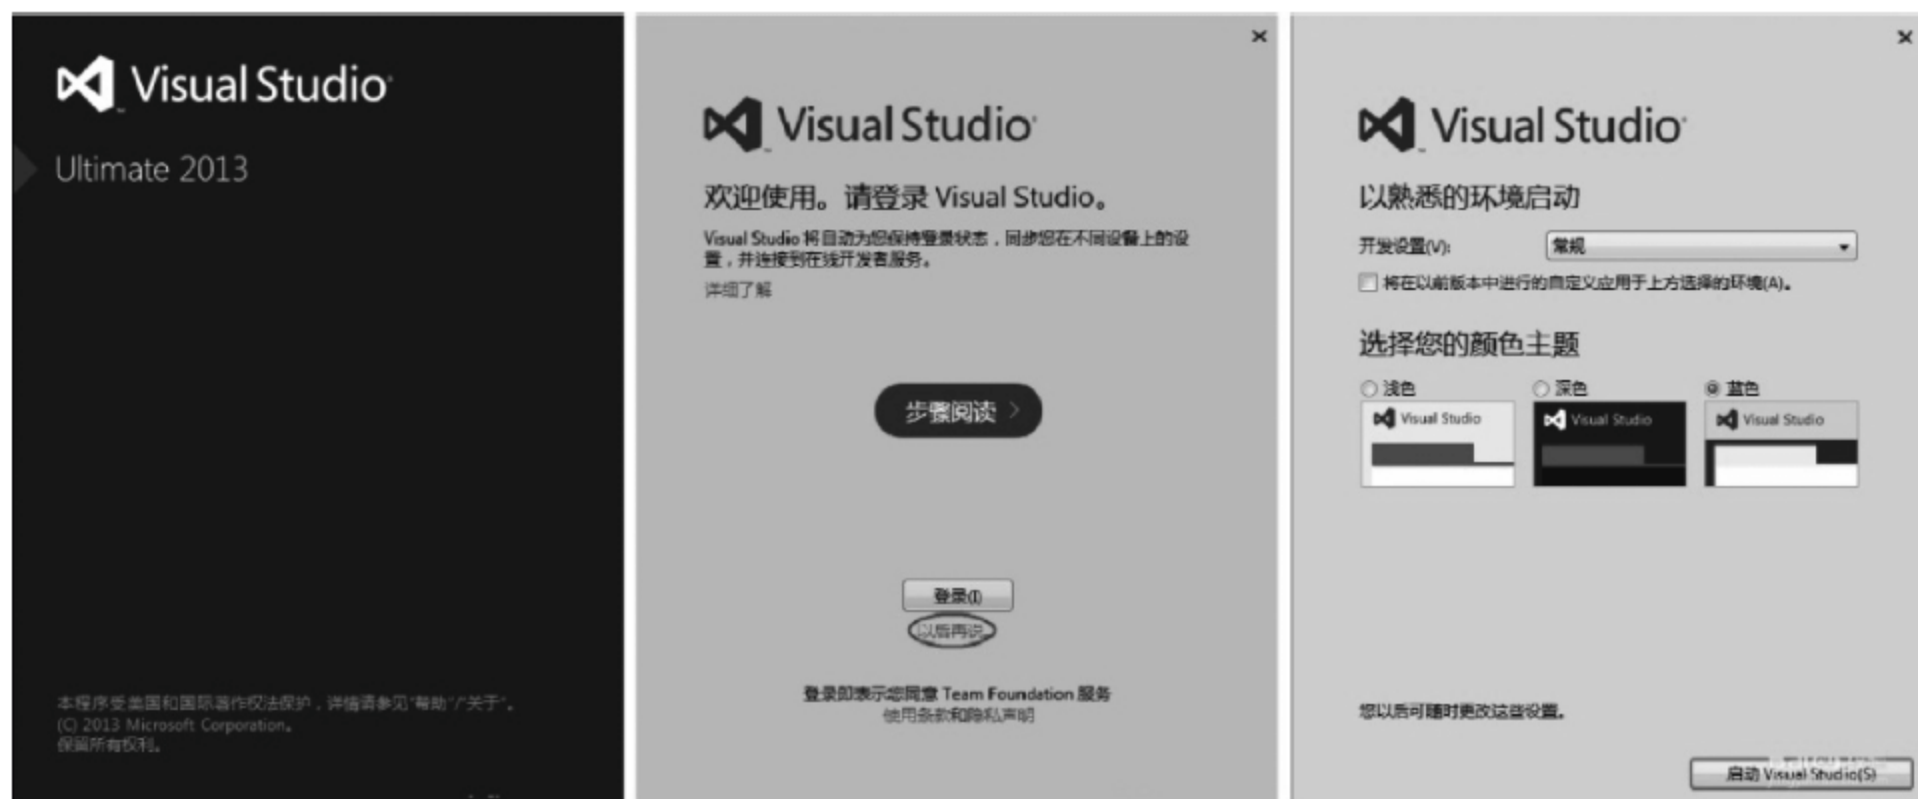 Visual Studio
Ultimate 2013
本程序受美国和国际著作权法保护，详情请参见“帮助”/“关于”。
(C) 2013 Microsoft Corporation。
保留所有权利。
Visual Studio
欢迎使用。请登录 Visual Studio。
Visual Studio 将自动为您保持登录状态，同步您在不同设备上的设
置，并连接到在线开发者服务。
详细了解
步骤阅读
登录(I)
以后再说。
登录即表示您同意 Team Foundation 服务
使用条款和隐私声明
Visual Studio
以熟悉的环境启动
开发设置(V):
常规
将在以前版本中进行的自定义应用于上方选择的环境(A)。
选择您的颜色主题
浅色
深色
蓝色
Visual Studio
Visual Studio
Visual Studio
您以后可随时更改这些设置。
启动 Visual Studio(S)